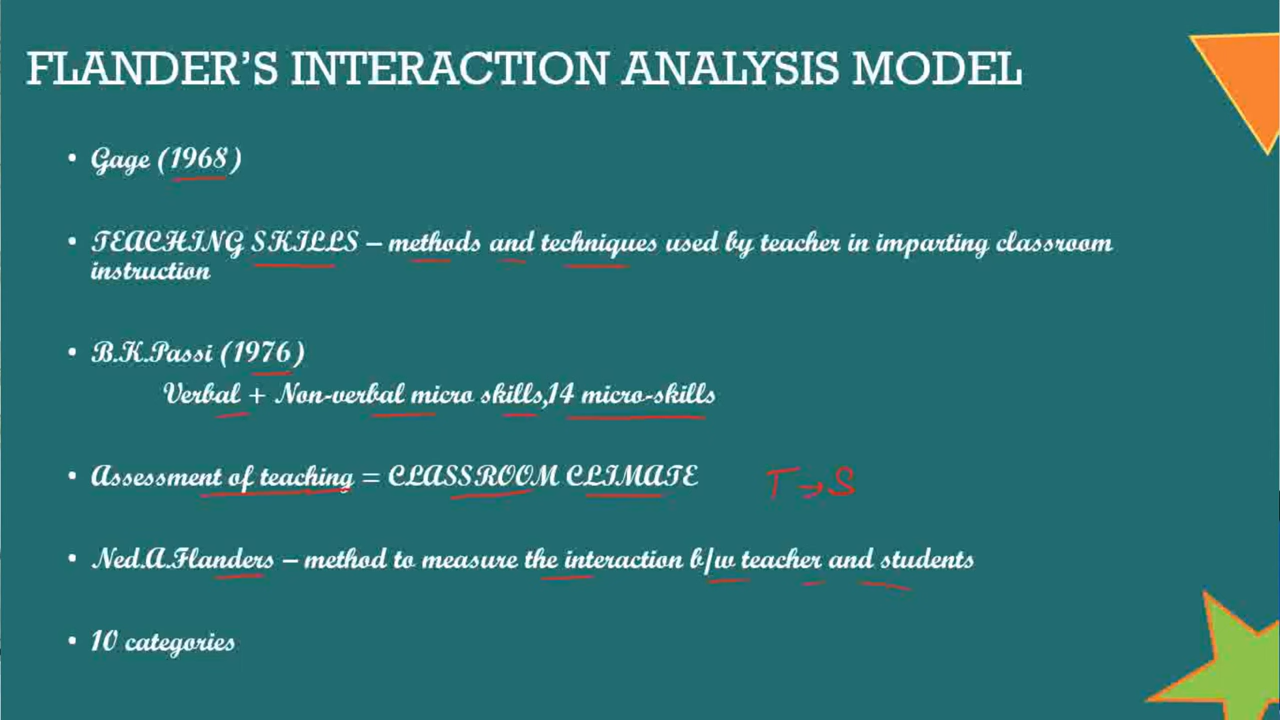 FLANDER'S INTERACTION ANALYSIS MODEL
• Gage (1968)
• TEACHING SKILLS – methods and techniques used by teacher in imparting classroom
instruction
• B.K.Passi (1976)
Verbal + Non-verbal micro skills,14 micro-skills
• Assessment of teaching = CLASSROOM CLIMATE T→S
• Ned.A.Flanders – method to measure the interaction b/w teacher and students
• 10 categories